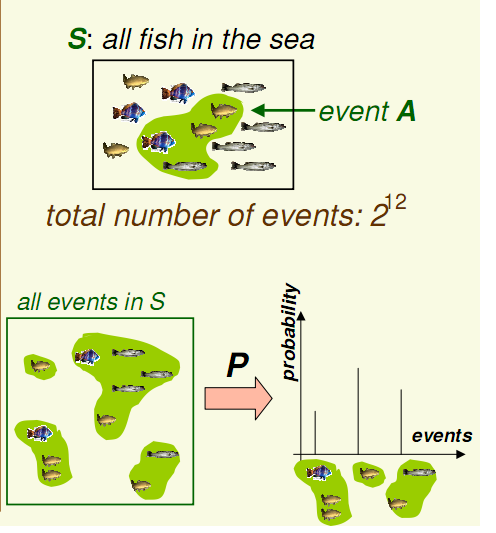 S: all fish in the sea
event A
total number of events: 2^12
all events in S
P
probability
events